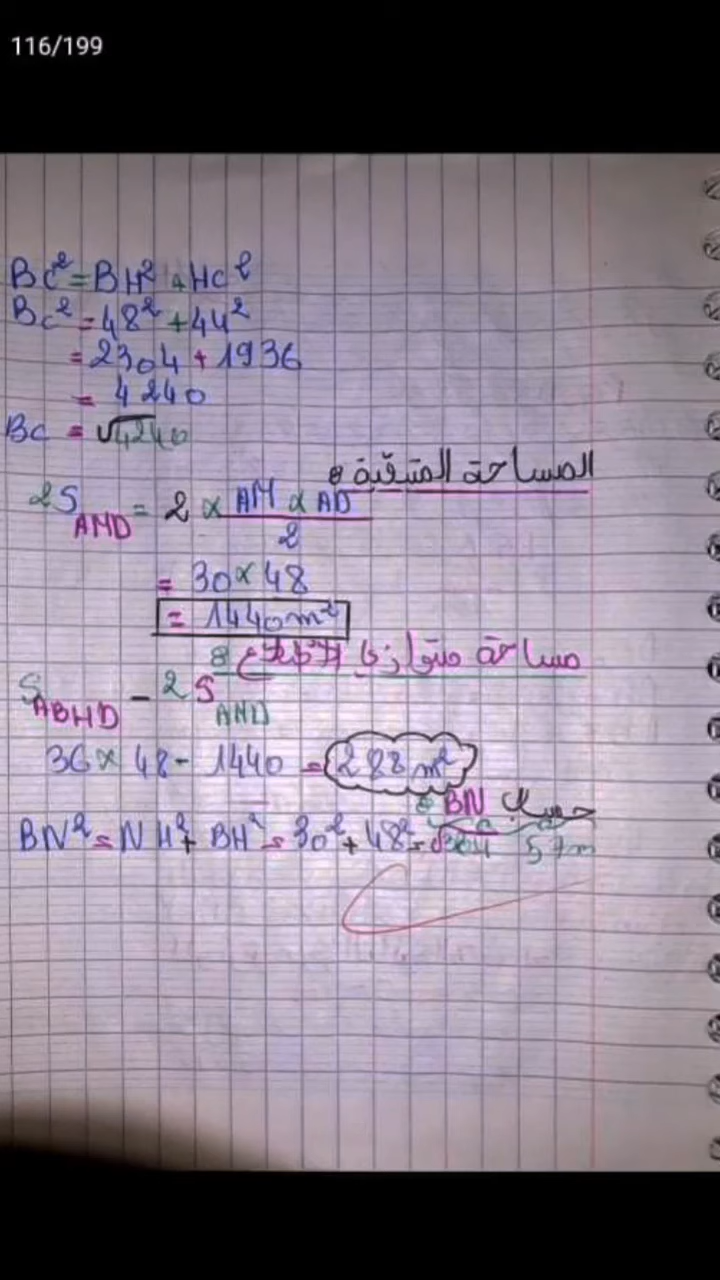 116/199
BC² = BH² + HC²
BC² = 48² + 44²
= 2304 + 1936
= 4240
BC = √4240
المساحة المتبقية :
2S AMD = 2 × AM × AD / 2
= 30 × 48
= 1440 m²
مساحة متوازي الأضلاع :
S ABHD - 2S AMD
36 × 48 - 1440 = 288 m²
حساب BN :
BN² = NH² + BH² = 30² + 48² = 57m